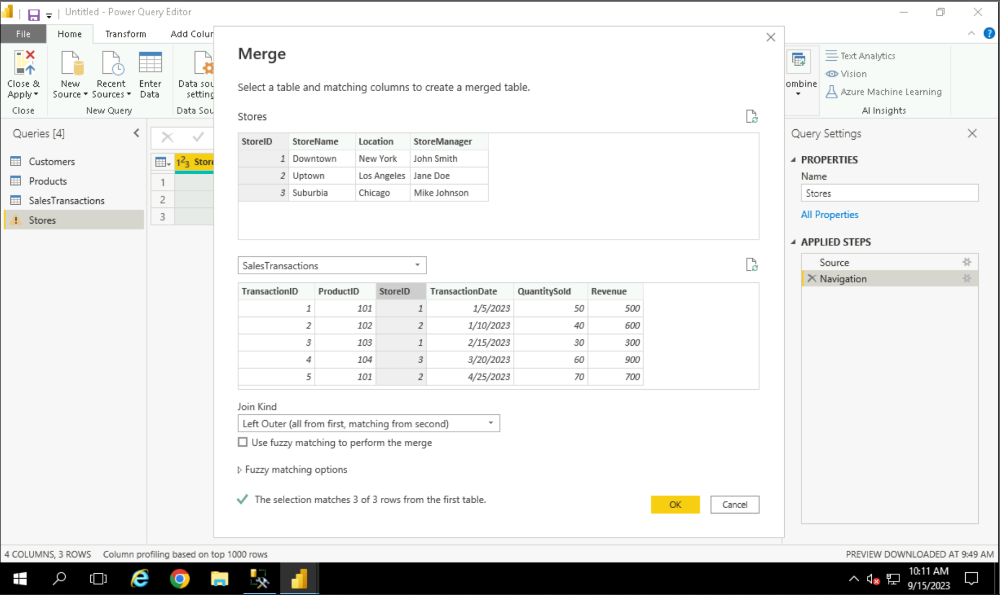 Untitled - Power Query Editor
File Home Transform Add Colur
Close & Apply
New Source
Recent Sources
Enter Data
Data sou setting
ombine
Text Analytics
Vision
Azure Machine Learning
Close
New Query
Data Sou
AI Insights
Queries [4]
Customers
Products
SalesTransactions
Stores
123 Store
1
2
3
Merge
Select a table and matching columns to create a merged table.
Stores
StoreID StoreName Location StoreManager
1 Downtown New York John Smith
2 Uptown Los Angeles Jane Doe
3 Suburbia Chicago Mike Johnson
SalesTransactions
TransactionID ProductID StoreID TransactionDate QuantitySold Revenue
1 101 1 1/5/2023 50 500
2 102 2 1/10/2023 40 600
3 103 1 2/15/2023 30 300
4 104 3 3/20/2023 60 900
5 101 2 4/25/2023 70 700
Join Kind
Left Outer (all from first, matching from second)
Use fuzzy matching to perform the merge
Fuzzy matching options
The selection matches 3 of 3 rows from the first table.
OK Cancel
Query Settings
PROPERTIES
Name
Stores
All Properties
APPLIED STEPS
Source
Navigation
4 COLUMNS, 3 ROWS Column profiling based on top 1000 rows
PREVIEW DOWNLOADED AT 9:49 AM
10:11 AM
9/15/2023